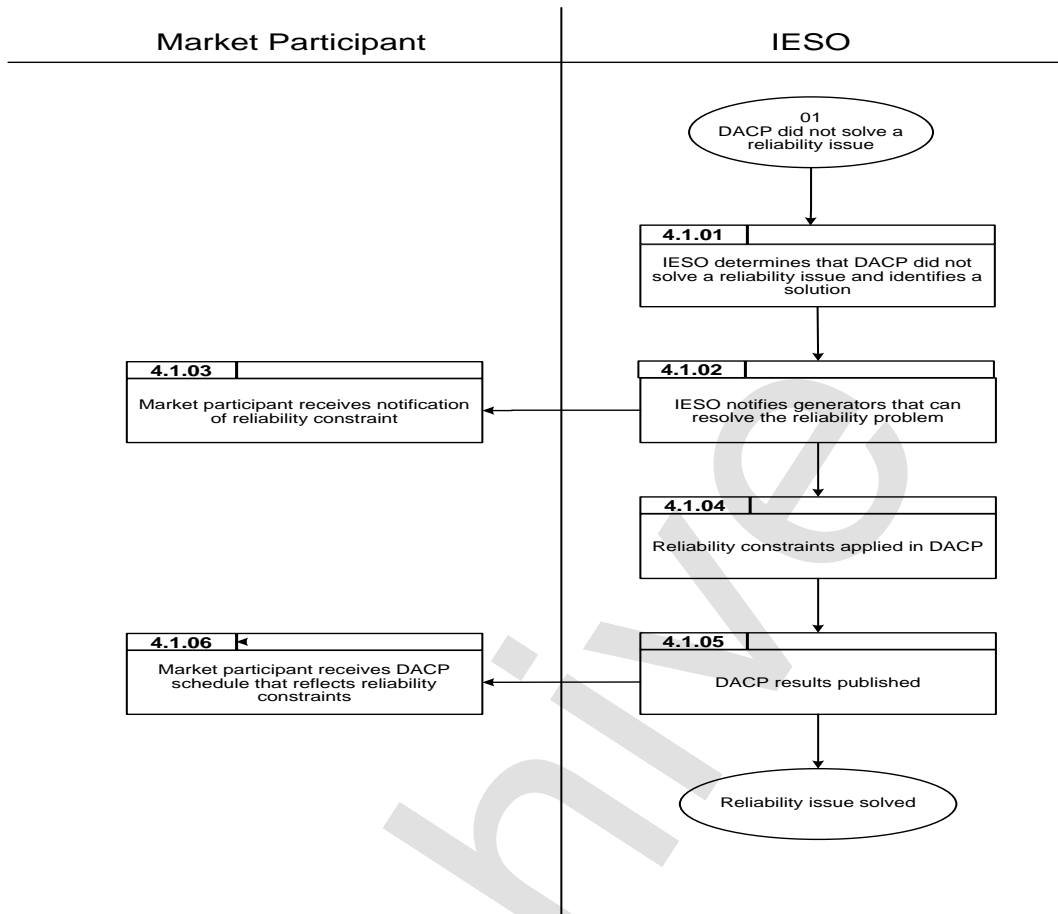 Market Participant
IESO
01
DACP did not solve a
reliability issue
4.1.01
IESO determines that DACP did not
solve a reliability issue and identifies a
solution
4.1.02
IESO notifies generators that can
resolve the reliability problem
4.1.03
Market participant receives notification
of reliability constraint
4.1.04
Reliability constraints applied in DACP
4.1.05
DACP results published
4.1.06
Market participant receives DACP
schedule that reflects reliability
constraints
Reliability issue solved
hive